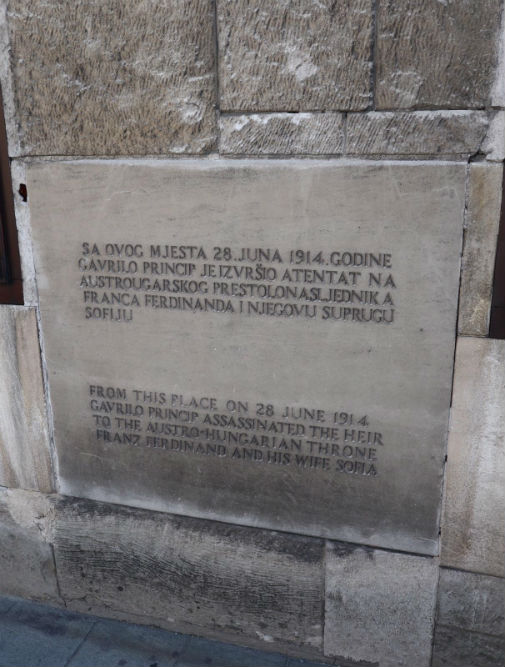 SA OVOG MJESTA 28.JUNA 1914.GODINE
GAVRILO PRINCIP JE IZVRŠIO ATENTAT NA
AUSTROUGARSKOG PRESTOLONASLJEDNIKA
FRANCA FERDINANDA I NJEGOVU SUPRUGU
SOFIJU
FROM THIS PLACE ON 28 JUNE 1914
GAVRILO PRINCIP ASSASSINATED THE HEIR
TO THE AUSTRO-HUNGARIAN THRONE
FRANZ FERDINAND AND HIS WIFE SOFIA